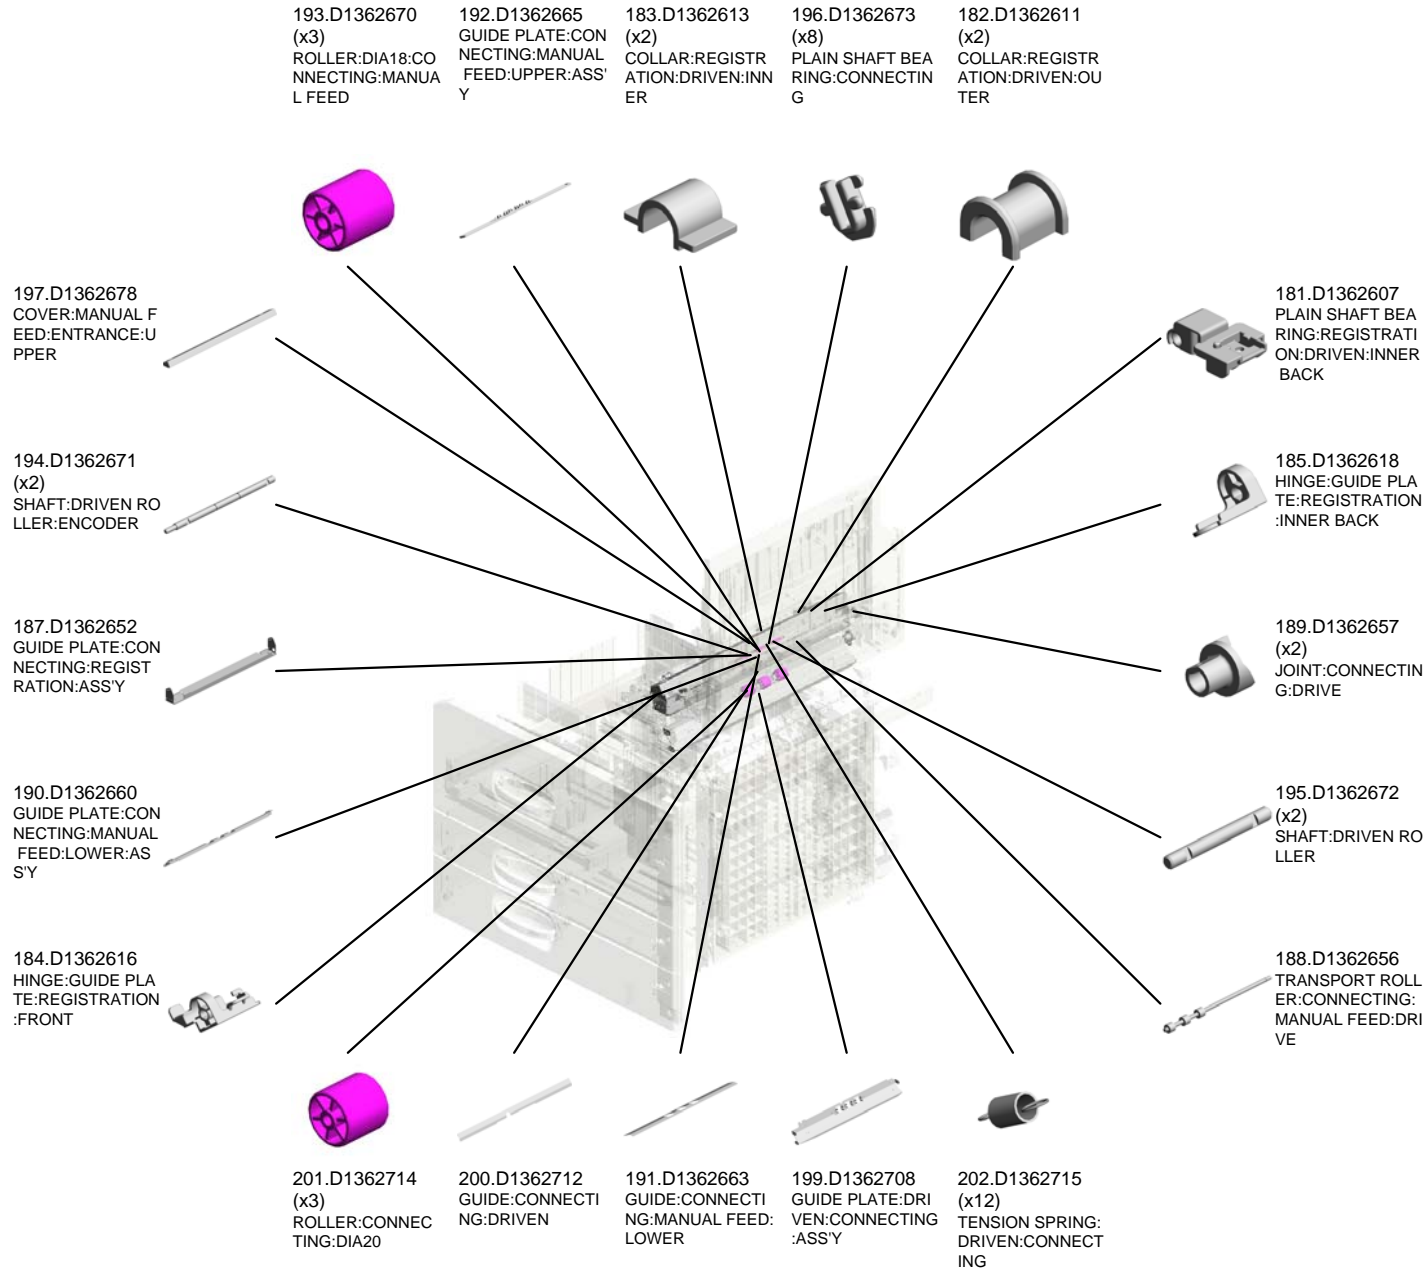 193.D1362670
(x3)
ROLLER:DIA18:CO
NNECTING:MANUA
L FEED
192.D1362665
GUIDE PLATE:CON
NECTING:MANUAL
FEED:UPPER:ASS'
Y
183.D1362613
(x2)
COLLAR:REGISTR
ATION:DRIVEN:INN
ER
196.D1362673
(x8)
PLAIN SHAFT BEA
RING:CONNECTIN
G
182.D1362611
(x2)
COLLAR:REGISTR
ATION:DRIVEN:OU
TER
197.D1362678
COVER:MANUAL F
EED:ENTRANCE:U
PPER
181.D1362607
PLAIN SHAFT BEA
RING:REGISTRATI
ON:DRIVEN:INNER
BACK
194.D1362671
(x2)
SHAFT:DRIVEN RO
LLER:ENCODER
185.D1362618
HINGE:GUIDE PLA
TE:REGISTRATION
:INNER BACK
187.D1362652
GUIDE PLATE:CON
NECTING:REGIST
RATION:ASS'Y
189.D1362657
(x2)
JOINT:CONNECTIN
G:DRIVE
190.D1362660
GUIDE PLATE:CON
NECTING:MANUAL
FEED:LOWER:AS
S'Y
195.D1362672
(x2)
SHAFT:DRIVEN RO
LLER
184.D1362616
HINGE:GUIDE PLA
TE:REGISTRATION
:FRONT
188.D1362656
TRANSPORT ROLL
ER:CONNECTING:
MANUAL FEED:DRI
VE
201.D1362714
(x3)
ROLLER:CONNEC
TING:DIA20
200.D1362712
GUIDE:CONNECTI
NG:DRIVEN
191.D1362663
GUIDE:CONNECTI
NG:MANUAL FEED:
LOWER
199.D1362708
GUIDE PLATE:DRI
VEN:CONNECTING
:ASS'Y
202.D1362715
(x12)
TENSION SPRING:
DRIVEN:CONNECT
ING